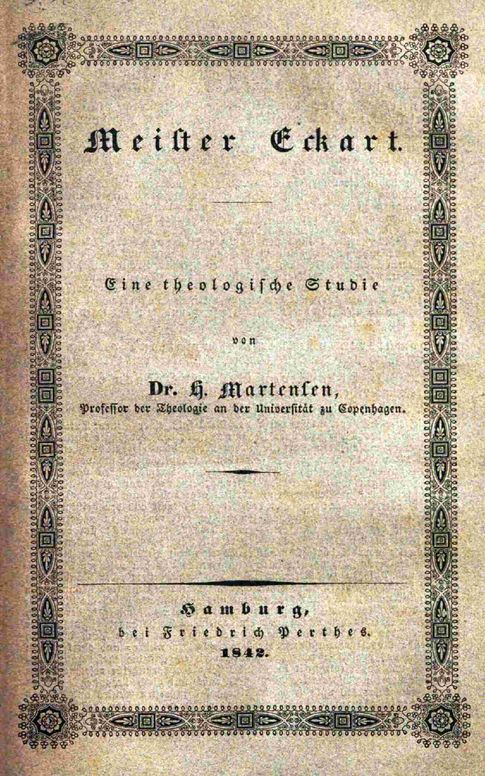 Meiſter Eckart.
Eine theologiſche Studie
von
Dr. H. Martenſen,
Profeſſor der Theologie an der Univerſität zu Copenhagen.
Hamburg,
bei Friedrich Perthes.
1842.